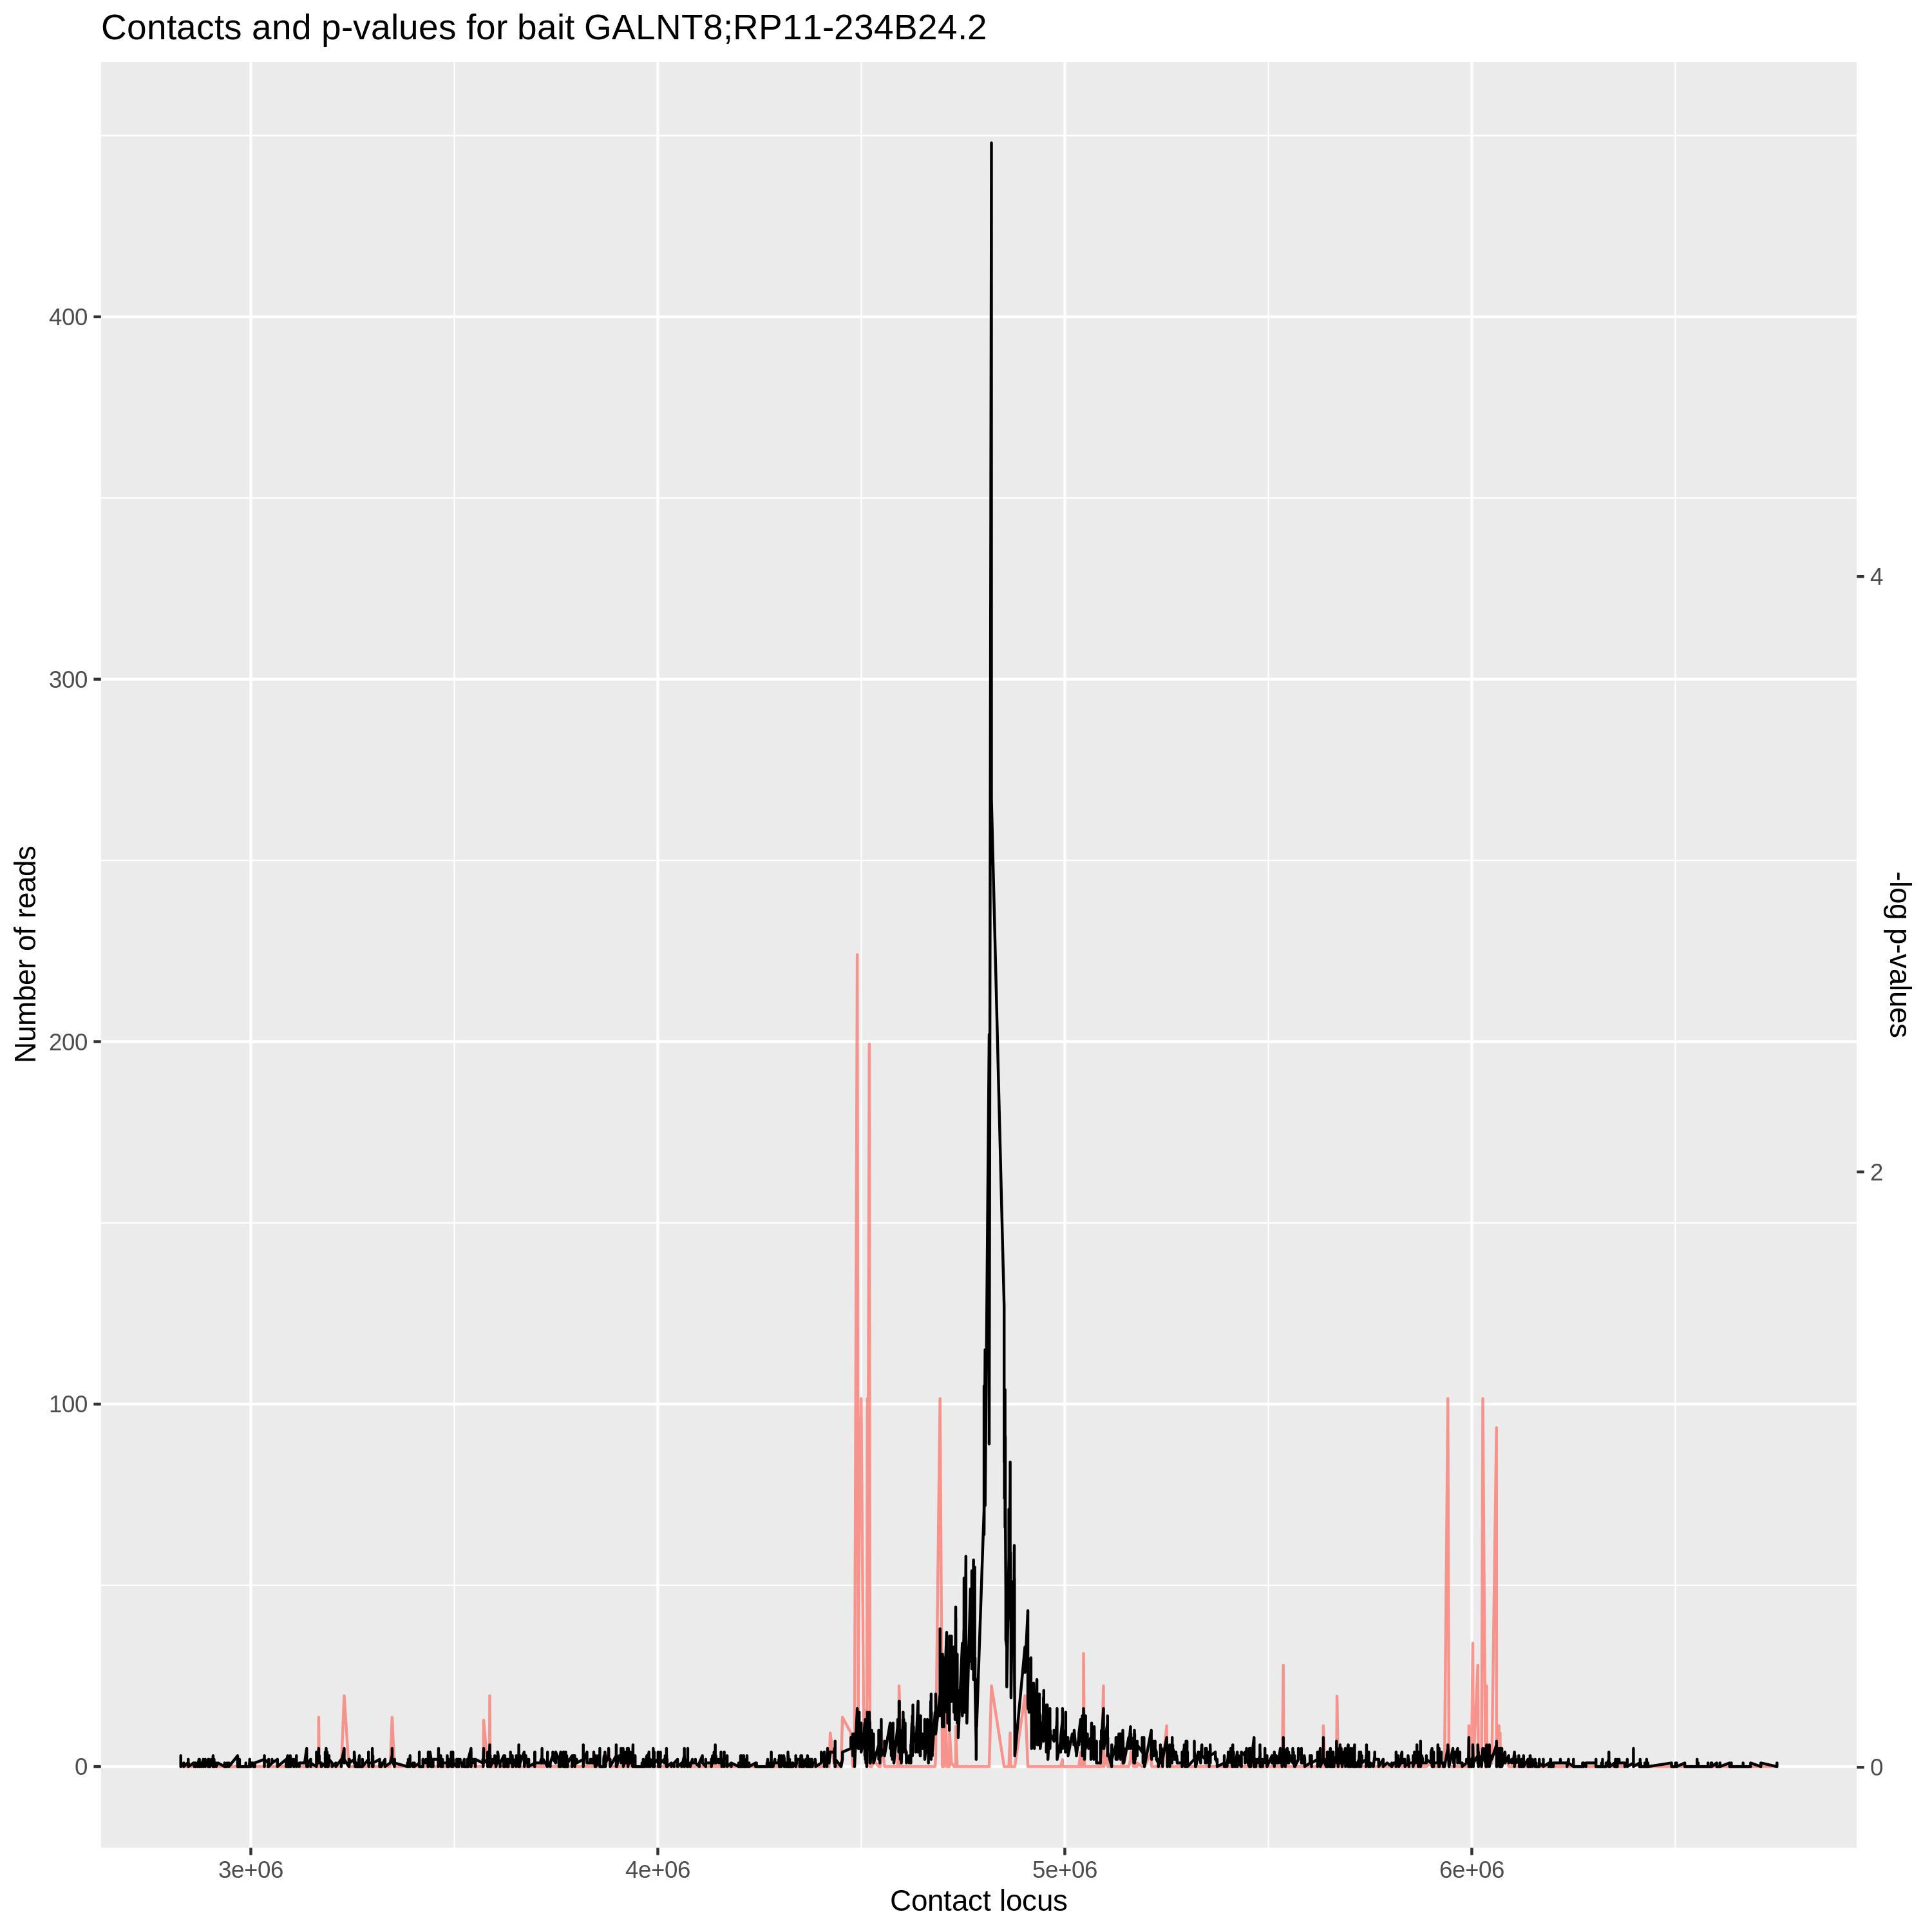 Contacts and p-values for bait GALNT8;RP11-234B24.2
Number of reads
400
300
200
100
0
4
2
0
-log p-values
3e+06
4e+06
5e+06
6e+06
Contact locus